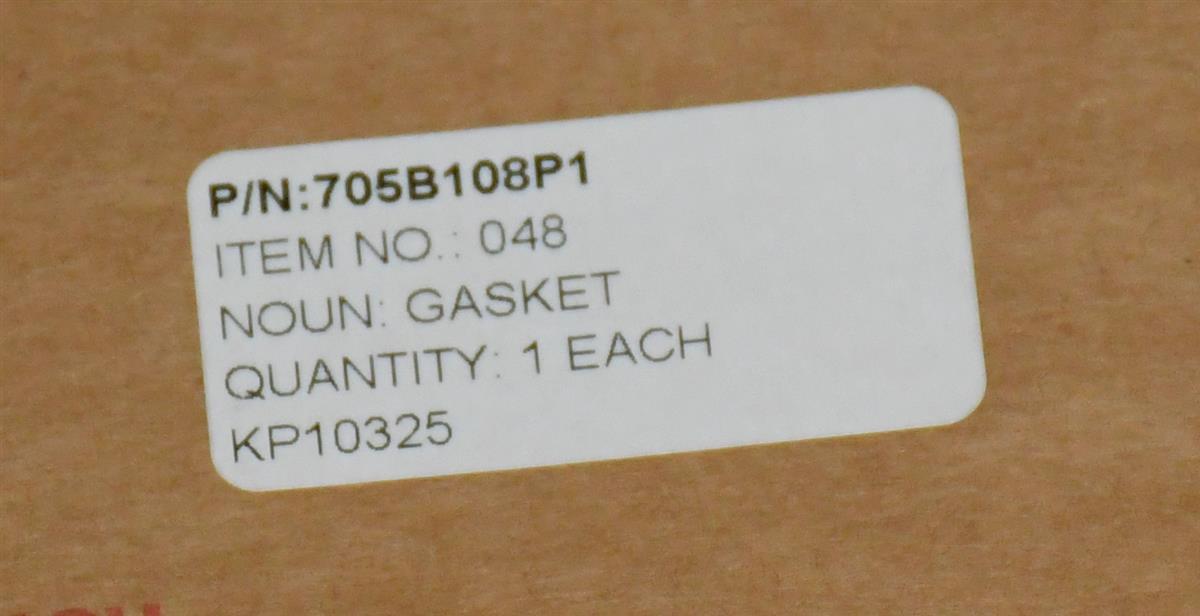 P/N:705B108P1
ITEM NO.: 048
NOUN: GASKET
QUANTITY: 1 EACH
KP10325